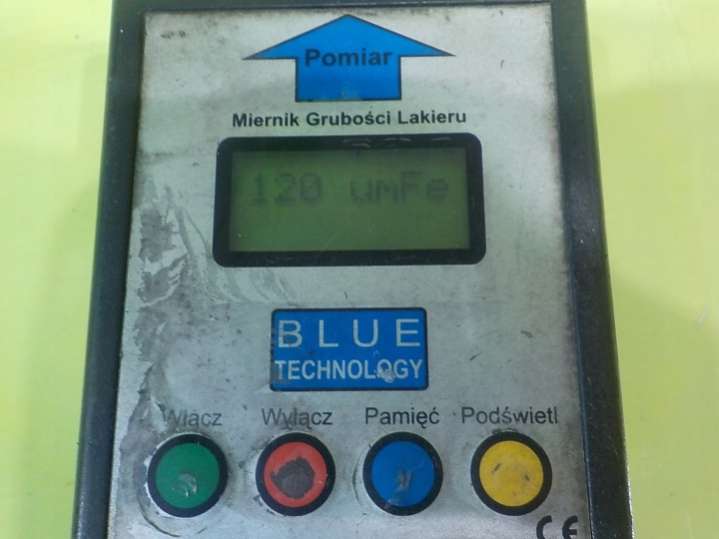 Pomiar
Miernik Grubości Lakieru
120 umFe
BLUE
TECHNOLOGY
Włącz Wyłącz Pamięć Podświetl
CE